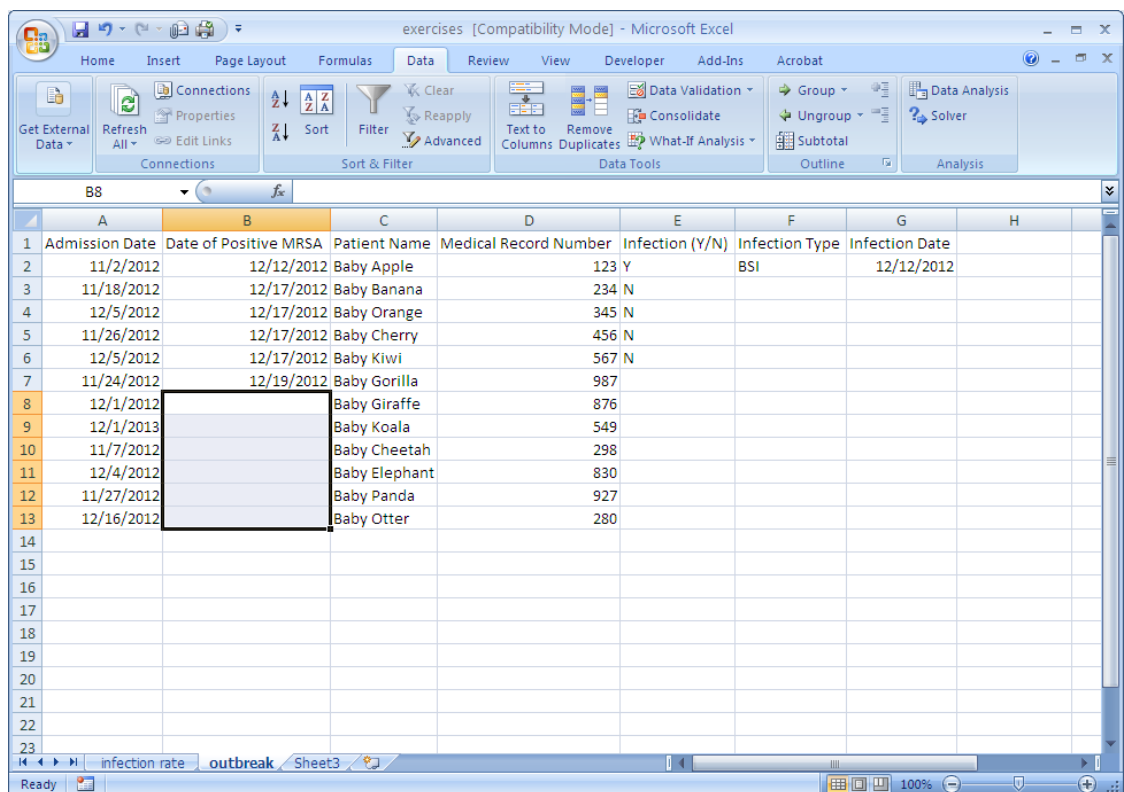 exercises [Compatibility Mode] - Microsoft Excel
Home Insert Page Layout Formulas Data Review View Developer Add-Ins Acrobat
Get External Data
Refresh All
Connections
Properties
Edit Links
Connections
Sort
Filter
Clear
Reapply
Advanced
Sort & Filter
Text to Columns
Remove Duplicates
Data Validation
Consolidate
What-If Analysis
Data Tools
Group
Ungroup
Subtotal
Outline
Data Analysis
Solver
Analysis
B8 fx
A B C D E F G H
1 Admission Date Date of Positive MRSA Patient Name Medical Record Number Infection (Y/N) Infection Type Infection Date
2 11/2/2012 12/12/2012 Baby Apple 123 Y BSI 12/12/2012
3 11/18/2012 12/17/2012 Baby Banana 234 N
4 12/5/2012 12/17/2012 Baby Orange 345 N
5 11/26/2012 12/17/2012 Baby Cherry 456 N
6 12/5/2012 12/17/2012 Baby Kiwi 567 N
7 11/24/2012 12/19/2012 Baby Gorilla 987
8 12/1/2012 Baby Giraffe 876
9 12/1/2013 Baby Koala 549
10 11/7/2012 Baby Cheetah 298
11 12/4/2012 Baby Elephant 830
12 11/27/2012 Baby Panda 927
13 12/16/2012 Baby Otter 280
14
15
16
17
18
19
20
21
22
23
infection rate outbreak Sheet3
Ready 100%